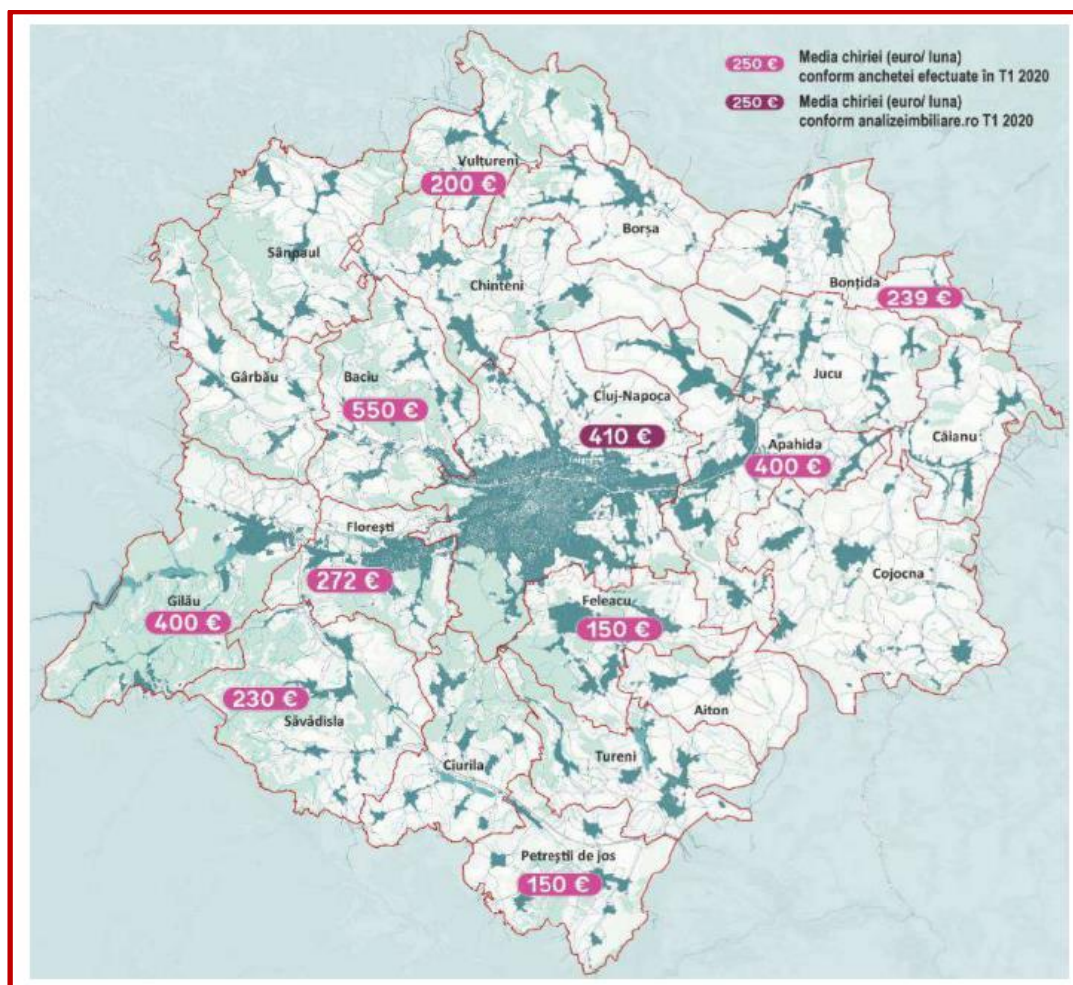 250 € Media chiriei (euro/ luna)
conform anchetei efectuate în T1 2020
250 € Media chiriei (euro/ luna)
conform analizeimbiliare.ro T1 2020
Vultureni
200 €
Borșa
Sânpaul
Chinteni
Bonțida
239 €
Gârbău
Baciu
550 €
Jucu
Cluj-Napoca
410 €
Apahida
400 €
Căianu
Florești
272 €
Cojocna
Gilău
400 €
Feleacu
150 €
230 €
Săvădisla
Aiton
Ciurila
Tureni
Petreștii de jos
150 €